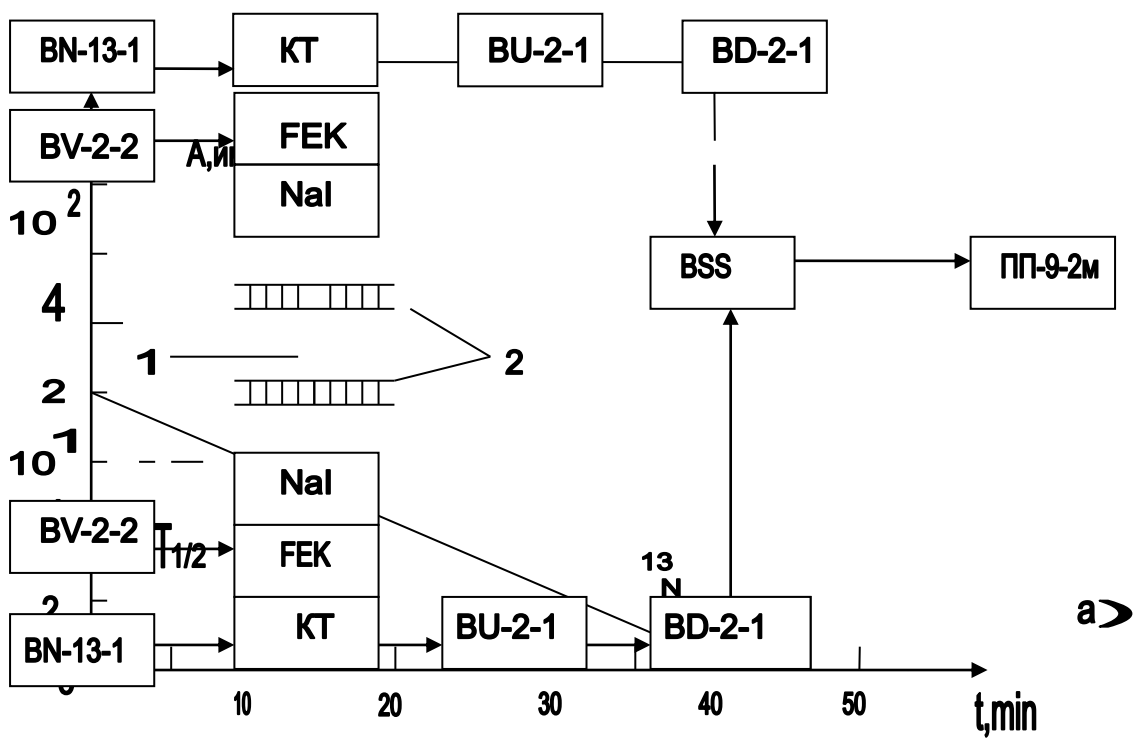 BN-13-1 КТ BU-2-1 BD-2-1
BV-2-2 FEK
А,
NaI
10 2
BSS ПП-9-2м
4
1 2
2
10 1
NaI
BV-2-2 T1/2 FEK
13
N
2 а
BN-13-1 КТ BU-2-1 BD-2-1
10 20 30 40 50
t,min